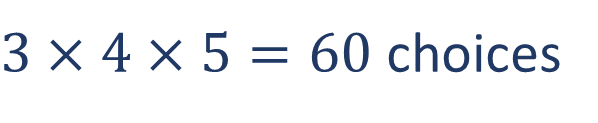 3 × 4 × 5 = 60 choices